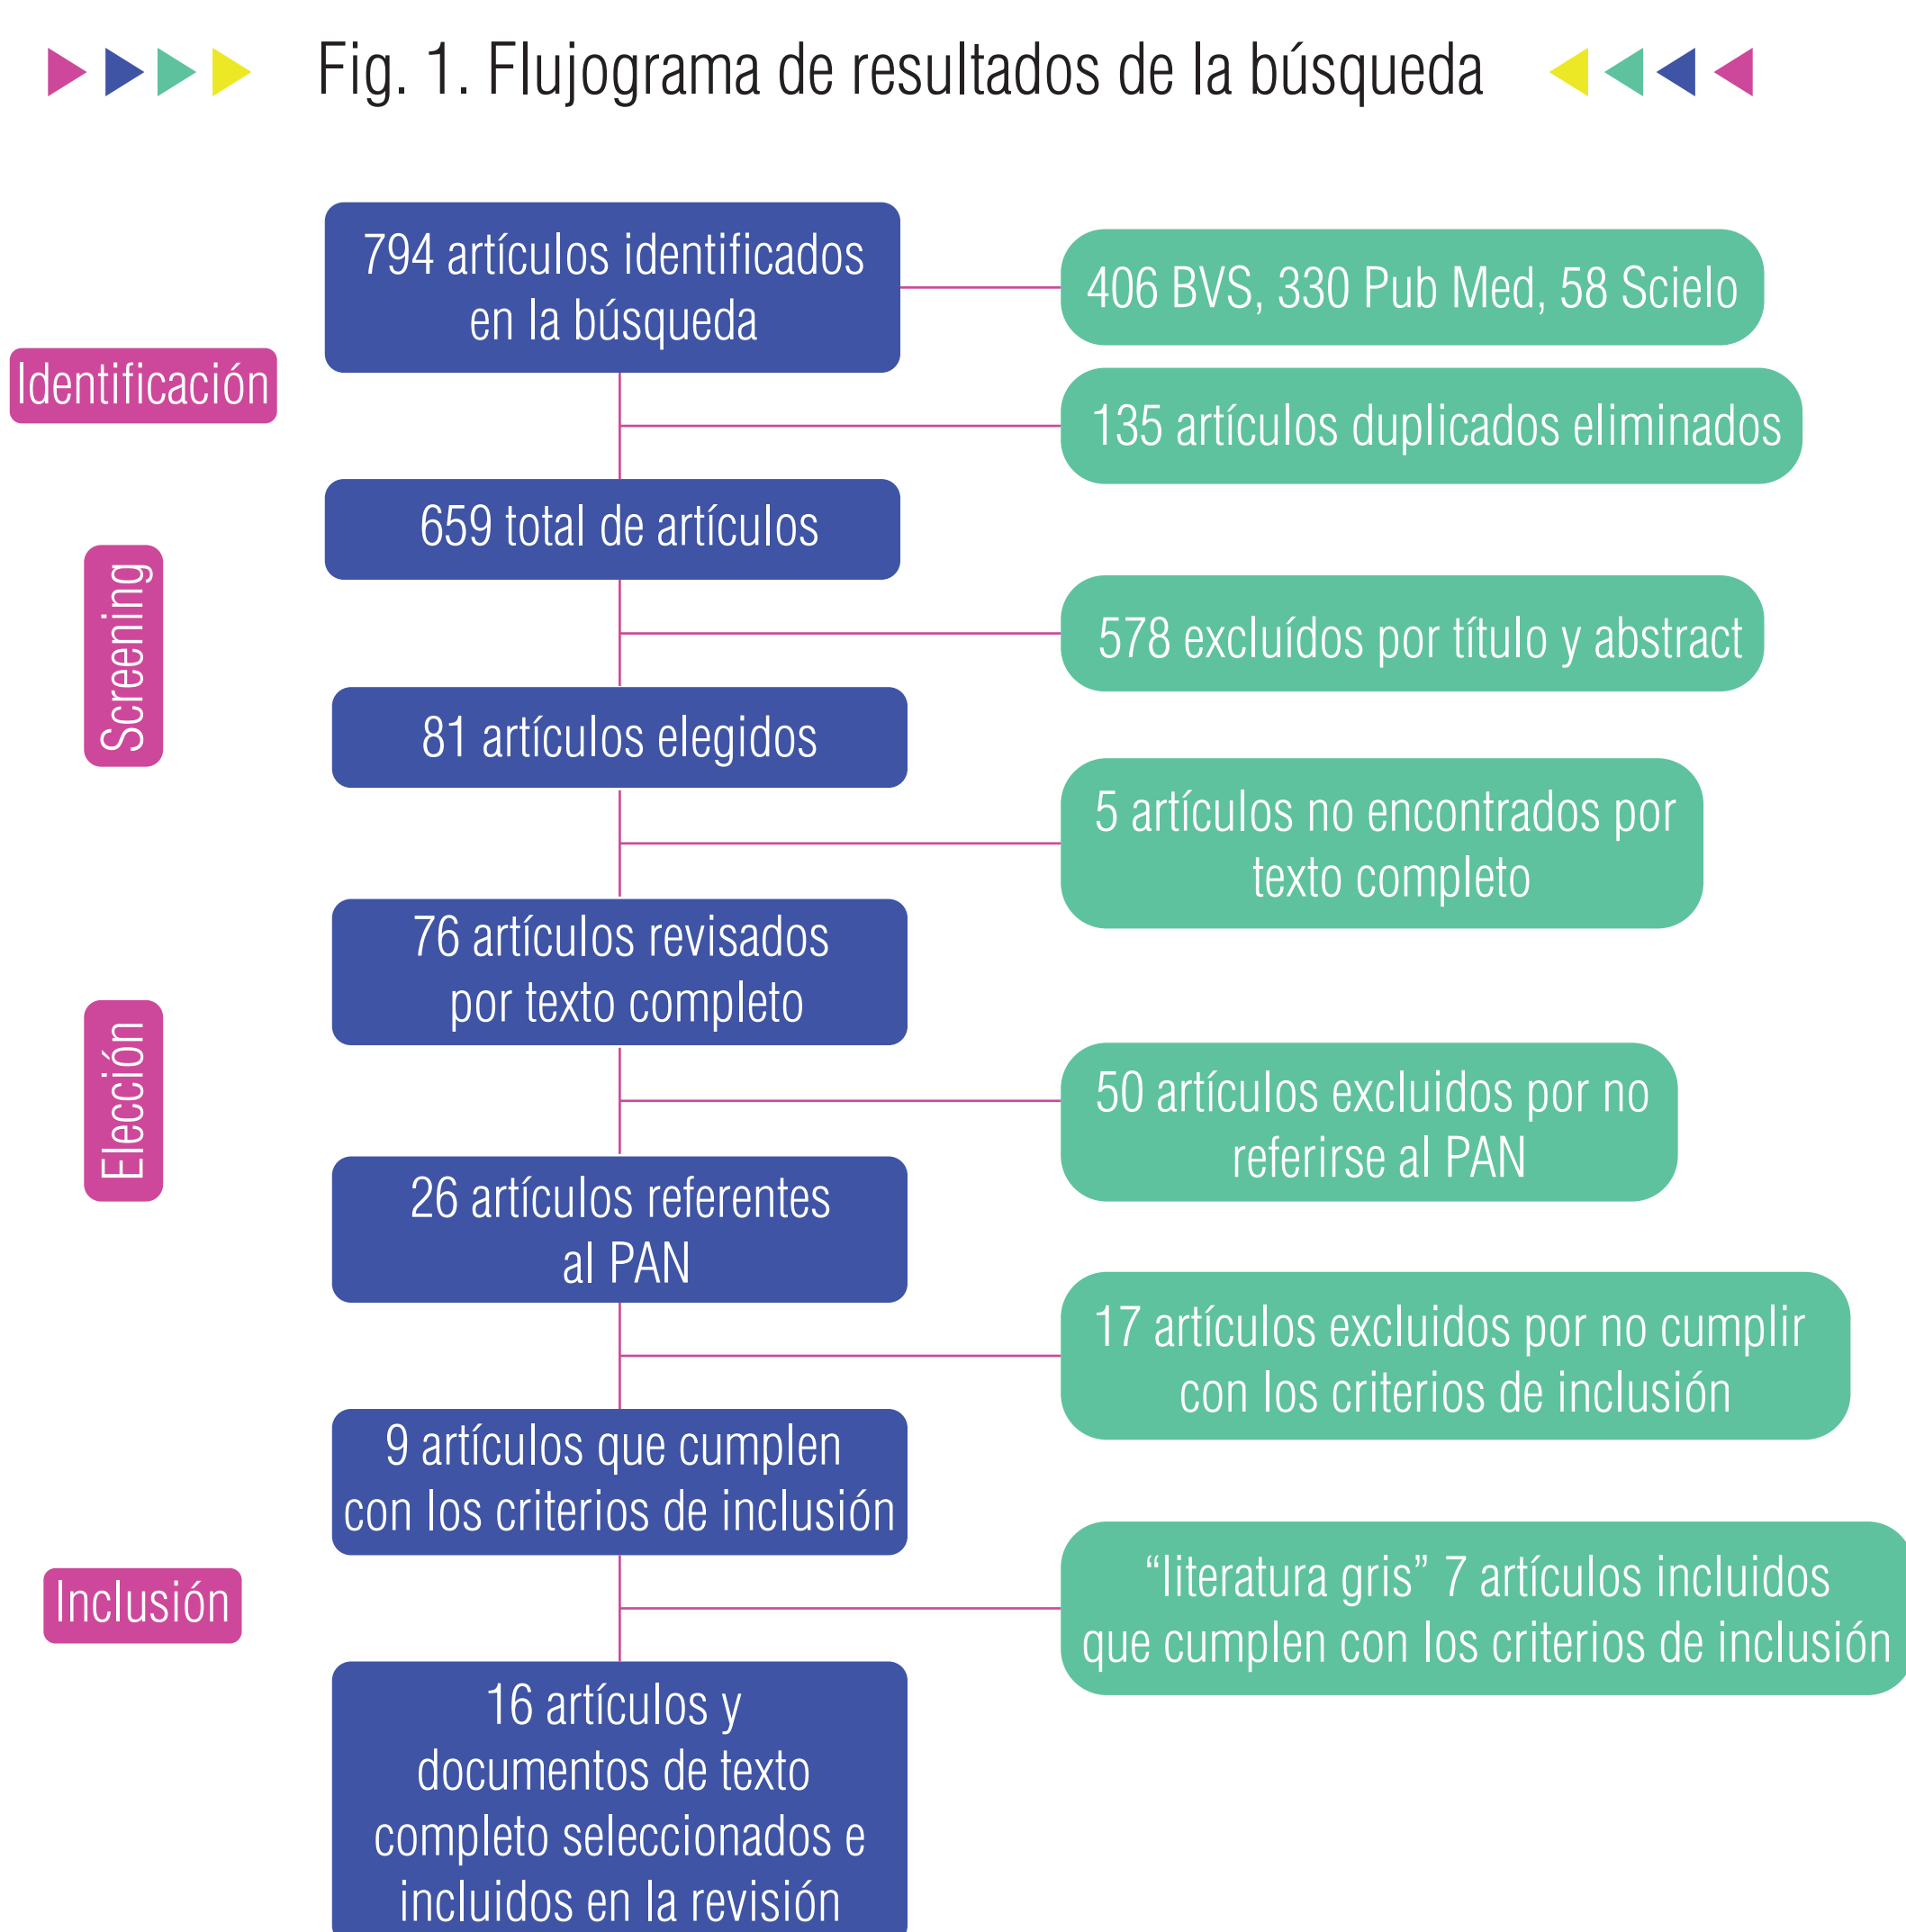 Fig. 1. Flujograma de resultados de la búsqueda
794 artículos identificados
en la búsqueda
406 BVS, 330 Pub Med, 58 Scielo
Identificación
135 artículos duplicados eliminados
659 total de artículos
Screening
578 excluídos por título y abstract
81 artículos elegidos
5 artículos no encontrados por
texto completo
76 artículos revisados
por texto completo
Elección
50 artículos excluidos por no
referirse al PAN
26 artículos referentes
al PAN
17 artículos excluidos por no cumplir
con los criterios de inclusión
9 artículos que cumplen
con los criterios de inclusión
Inclusión
“literatura gris” 7 artículos incluidos
que cumplen con los criterios de inclusión
16 artículos y
documentos de texto
completo seleccionados e
incluidos en la revisión